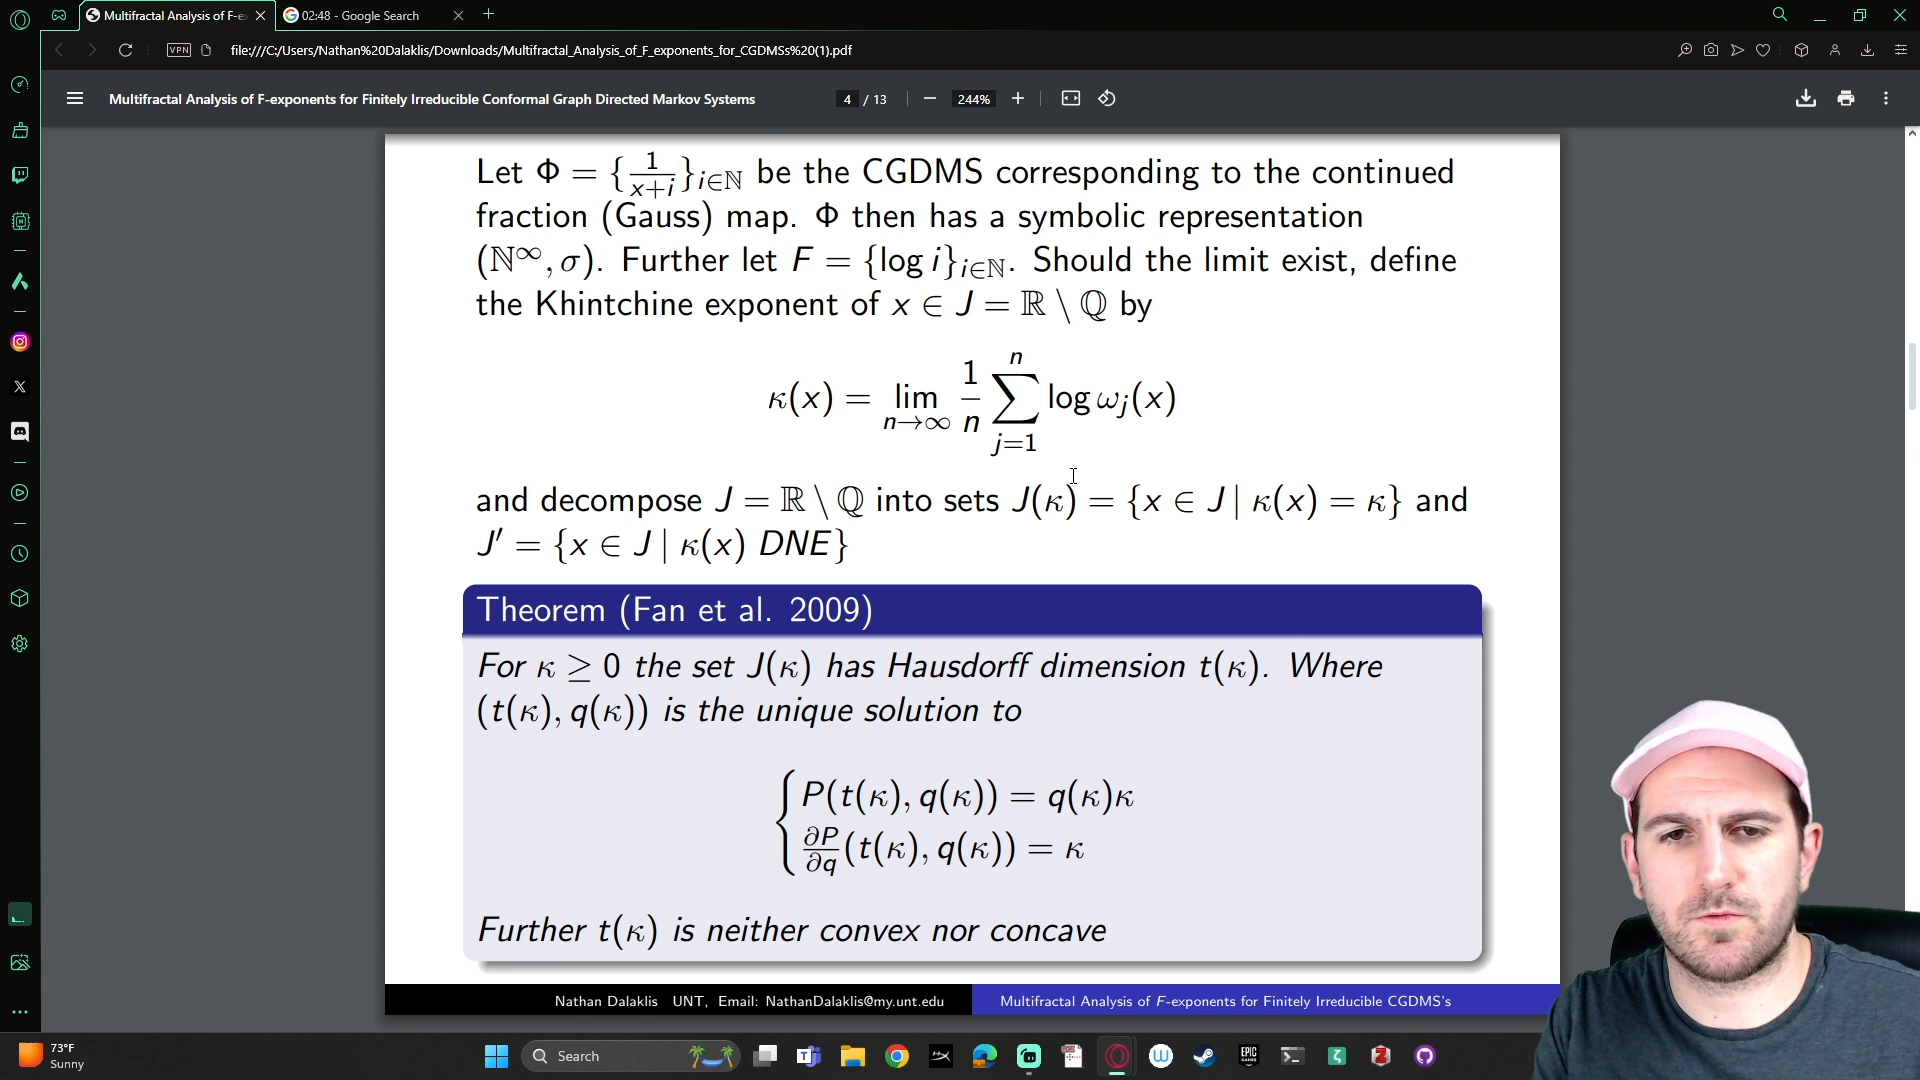 Multifractal Analysis of F-e
02:48 - Google Search
VPN
file:///C:/Users/Nathan%20Dalaklis/Downloads/Multifractal_Analysis_of_F_exponents_for_CGDMSs%20(1).pdf
Multifractal Analysis of F-exponents for Finitely Irreducible Conformal Graph Directed Markov Systems
4 / 13
244%
Let Φ = {1/(x+i)}_{i∈ℕ} be the CGDMS corresponding to the continued
fraction (Gauss) map. Φ then has a symbolic representation
(ℕ^∞, σ). Further let F = {log i}_{i∈ℕ}. Should the limit exist, define
the Khintchine exponent of x ∈ J = ℝ \ ℚ by
κ(x) = lim_{n→∞} 1/n ∑_{j=1}^{n} log ω_j(x)
and decompose J = ℝ \ ℚ into sets J(κ) = {x ∈ J | κ(x) = κ} and
J′ = {x ∈ J | κ(x) DNE}
Theorem (Fan et al. 2009)
For κ ≥ 0 the set J(κ) has Hausdorff dimension t(κ). Where
(t(κ), q(κ)) is the unique solution to
{ P(t(κ), q(κ)) = q(κ)κ
∂P/∂q (t(κ), q(κ)) = κ
Further t(κ) is neither convex nor concave
Nathan Dalaklis UNT, Email: NathanDalaklis@my.unt.edu
Multifractal Analysis of F-exponents for Finitely Irreducible CGDMS's
73°F
Sunny
Search
EPIC
GAMES